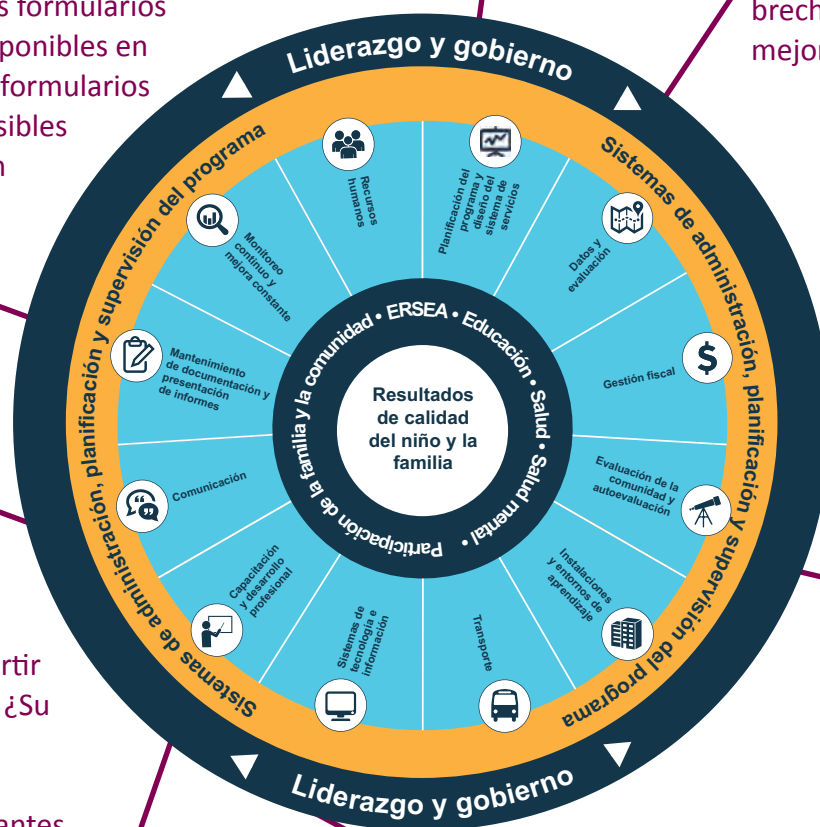 s formularios
sponibles en
formularios
sibles
n
brech
mejor
Liderazgo y gobierno
Sistemas de administración, planificación y supervisión del programa
Sistemas de administración, planificación y supervisión del programa
Recursos
humanos
Planificación del
programa y
diseño del
sistema de
servicios
Datos y
evaluación
Gestión fiscal
Evaluación de la
comunidad y
autoevaluación
Instalaciones
y entornos de
aprendizaje
Transporte
Sistemas de
tecnología e
información
Capacitación
y desarrollo
profesional
Comunicación
Mantenimiento
de documentación y
presentación
de informes
Monitoreo
continuo y
mejora constante
Participación de la familia y la comunidad • ERSEA • Educación • Salud • Salud mental •
Resultados
de calidad
del niño y la
familia
Liderazgo y gobierno
rtir
¿Su
antes